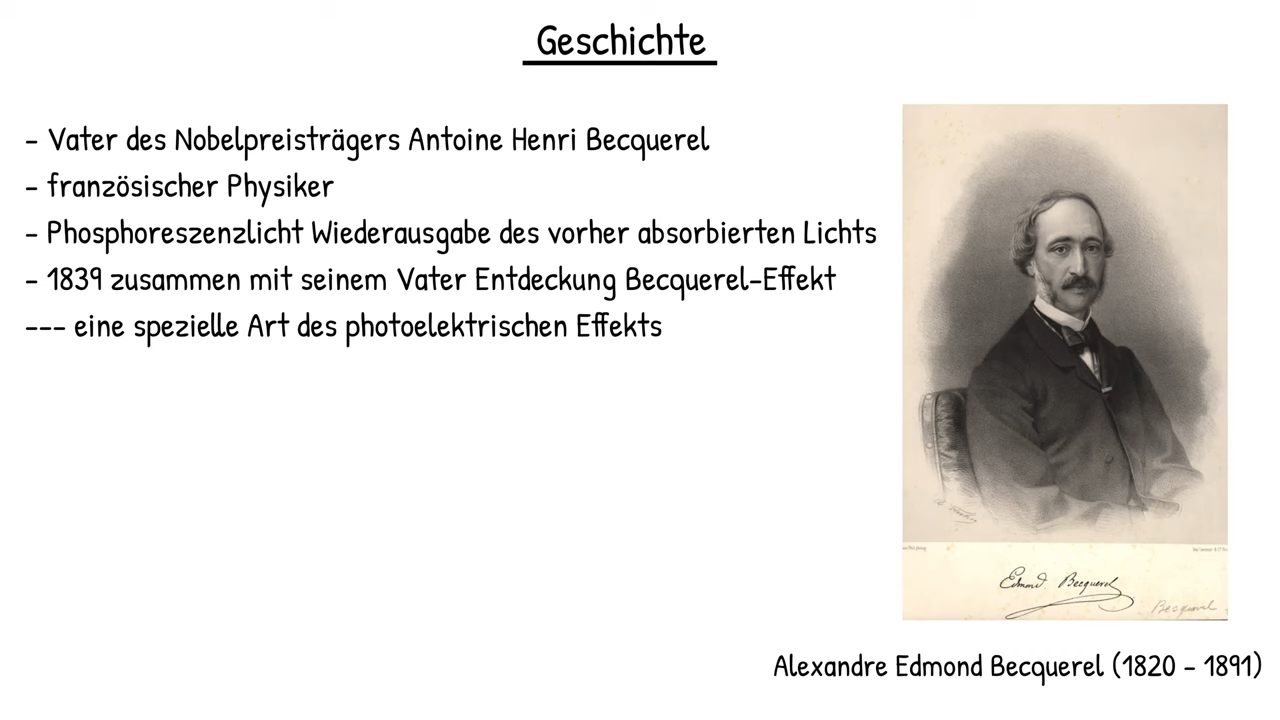 Geschichte
- Vater des Nobelpreisträgers Antoine Henri Becquerel
- französischer Physiker
- Phosphoreszenzlicht Wiederausgabe des vorher absorbierten Lichts
- 1839 zusammen mit seinem Vater Entdeckung Becquerel-Effekt
--- eine spezielle Art des photoelektrischen Effekts
Edmond Becquerel
Becquerel
Alexandre Edmond Becquerel (1820 - 1891)